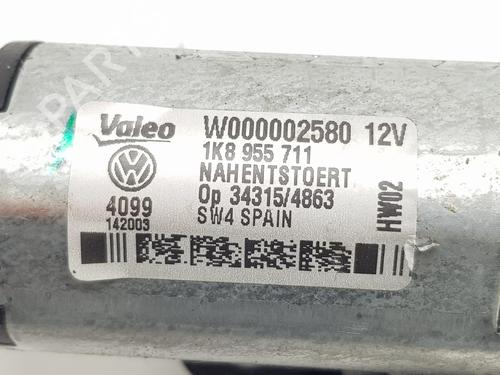 Valeo W000002580 12V
1K8 955 711
NAHENTSTOERT
Op 34315/4863
SW4 SPAIN
4099
142003
HW02